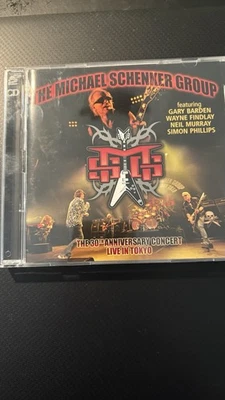 THE MICHAEL SCHENKER GROUP
featuring
GARY BARDEN
WAYNE FINDLAY
NEIL MURRAY
SIMON PHILLIPS
THE 30TH ANNIVERSARY CONCERT
LIVE IN TOKYO